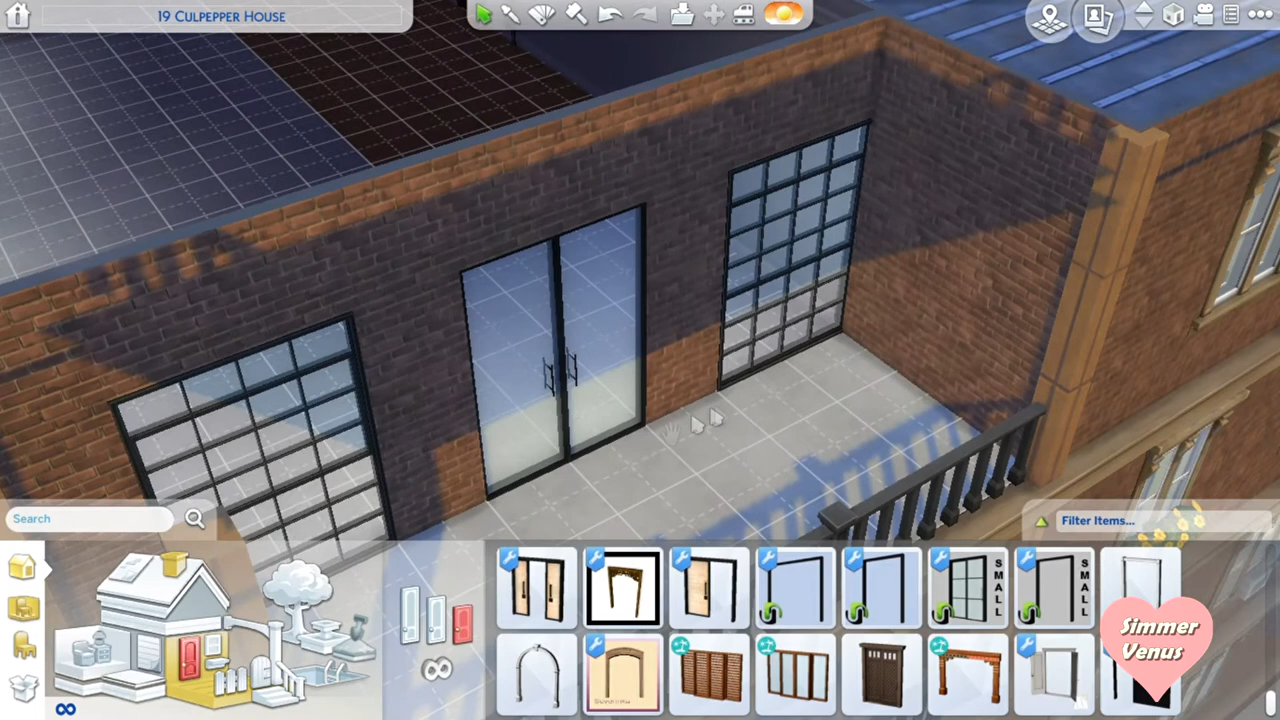 19 CULPEPPER HOUSE
Search
Filter Items...
SMALL
SMALL
Simmer
Venus